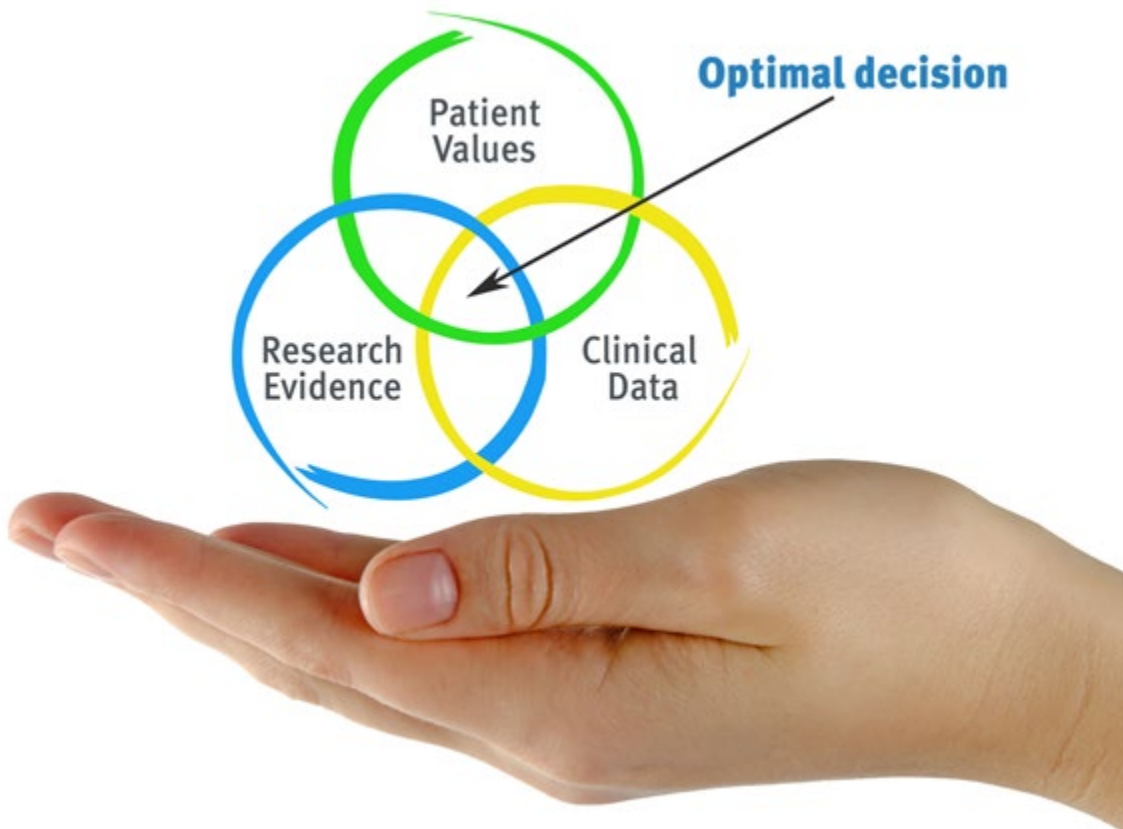 Optimal decision
Patient
Values
Research
Evidence
Clinical
Data